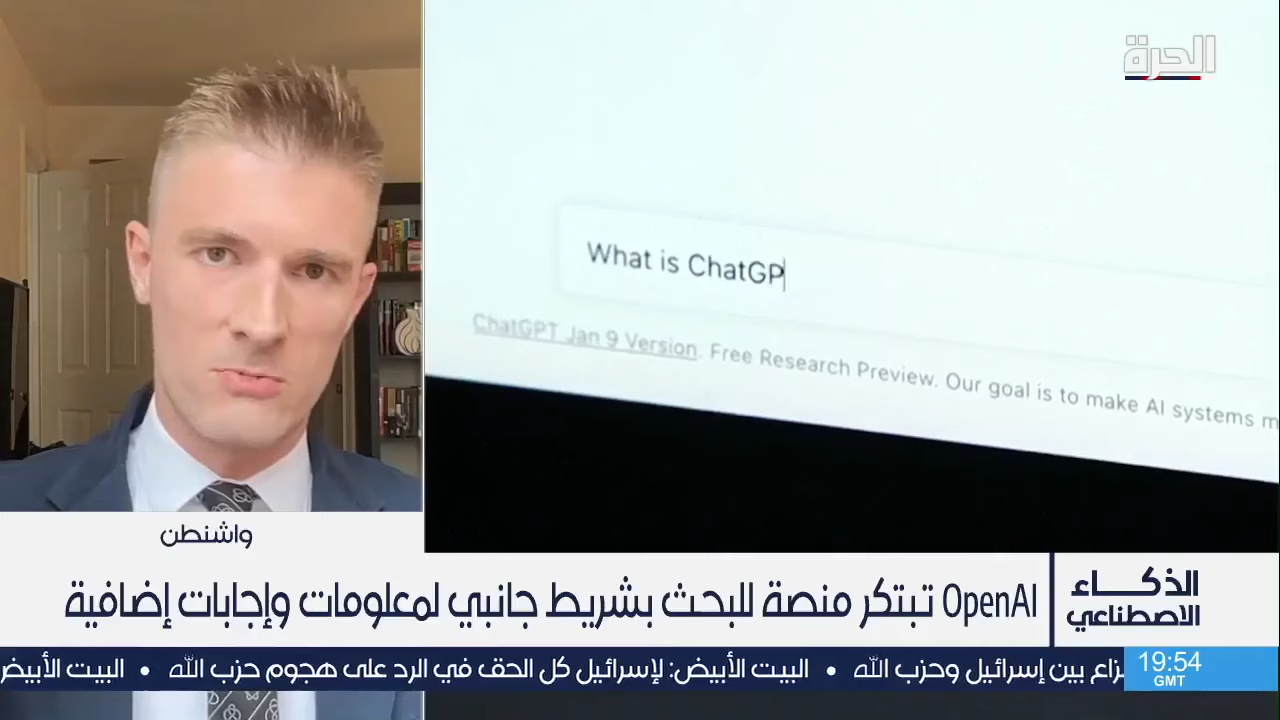 الحرة
What is ChatGP
ChatGPT Jan 9 Version. Free Research Preview. Our goal is to make AI systems m
واشنطن
الذكاء
الاصطناعي
OpenAI تبتكر منصة للبحث بشريط جانبي لمعلومات وإجابات إضافية
19:54
GMT
زاع بين إسرائيل وحزب الله • البيت الأبيض: لإسرائيل كل الحق في الرد على هجوم حزب الله • البيت الأبيض